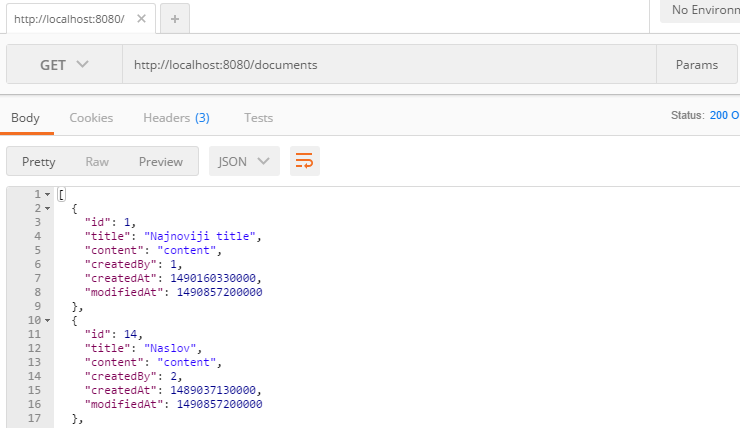 http://localhost:8080/ × +
No Environm
GET http://localhost:8080/documents Params
Body Cookies Headers (3) Tests Status: 200 O
Pretty Raw Preview JSON
1 [
2 {
3 "id": 1,
4 "title": "Najnoviji title",
5 "content": "content",
6 "createdBy": 1,
7 "createdAt": 1490160330000,
8 "modifiedAt": 1490857200000
9 },
10 {
11 "id": 14,
12 "title": "Naslov",
13 "content": "content",
14 "createdBy": 2,
15 "createdAt": 1489037130000,
16 "modifiedAt": 1490857200000
17 },